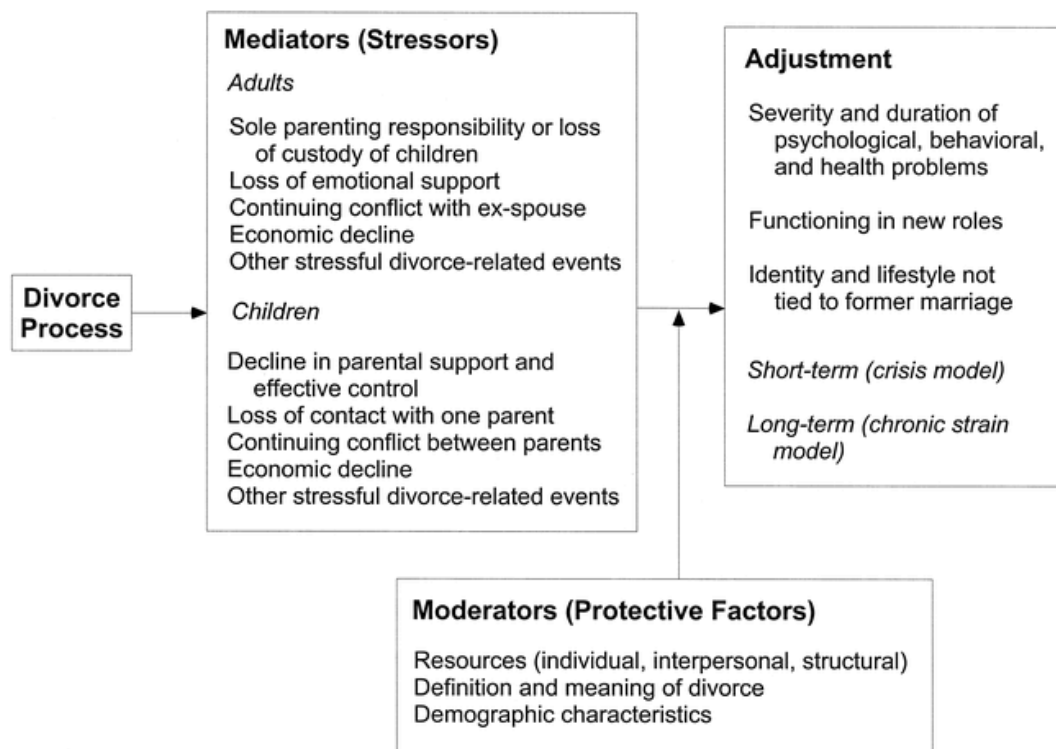 Divorce
Process
Mediators (Stressors)
Adults
Sole parenting responsibility or loss
of custody of children
Loss of emotional support
Continuing conflict with ex-spouse
Economic decline
Other stressful divorce-related events
Children
Decline in parental support and
effective control
Loss of contact with one parent
Continuing conflict between parents
Economic decline
Other stressful divorce-related events
Adjustment
Severity and duration of
psychological, behavioral,
and health problems
Functioning in new roles
Identity and lifestyle not
tied to former marriage
Short-term (crisis model)
Long-term (chronic strain
model)
Moderators (Protective Factors)
Resources (individual, interpersonal, structural)
Definition and meaning of divorce
Demographic characteristics